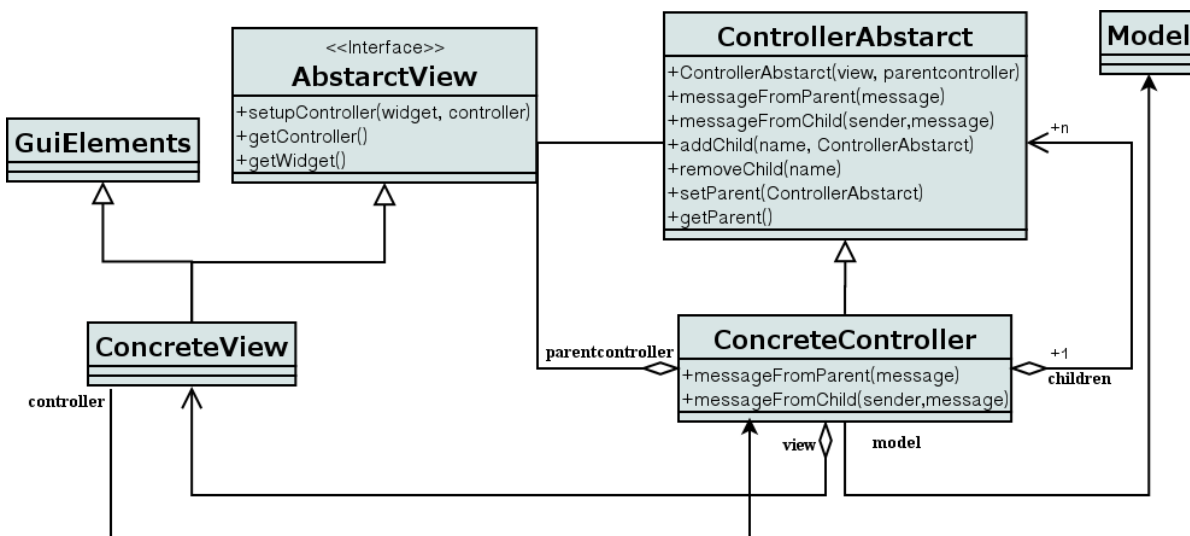 GuiElements
<<Interface>>
AbstarctView
+setupController(widget, controller)
+getController()
+getWidget()
ControllerAbstarct
+ControllerAbstarct(view, parentcontroller)
+messageFromParent(message)
+messageFromChild(sender,message)
+addChild(name, ControllerAbstarct)
+removeChild(name)
+setParent(ControllerAbstarct)
+getParent()
Model
+n
ConcreteView
controller
parentcontroller
ConcreteController
+messageFromParent(message)
+messageFromChild(sender,message)
+1
children
view
model